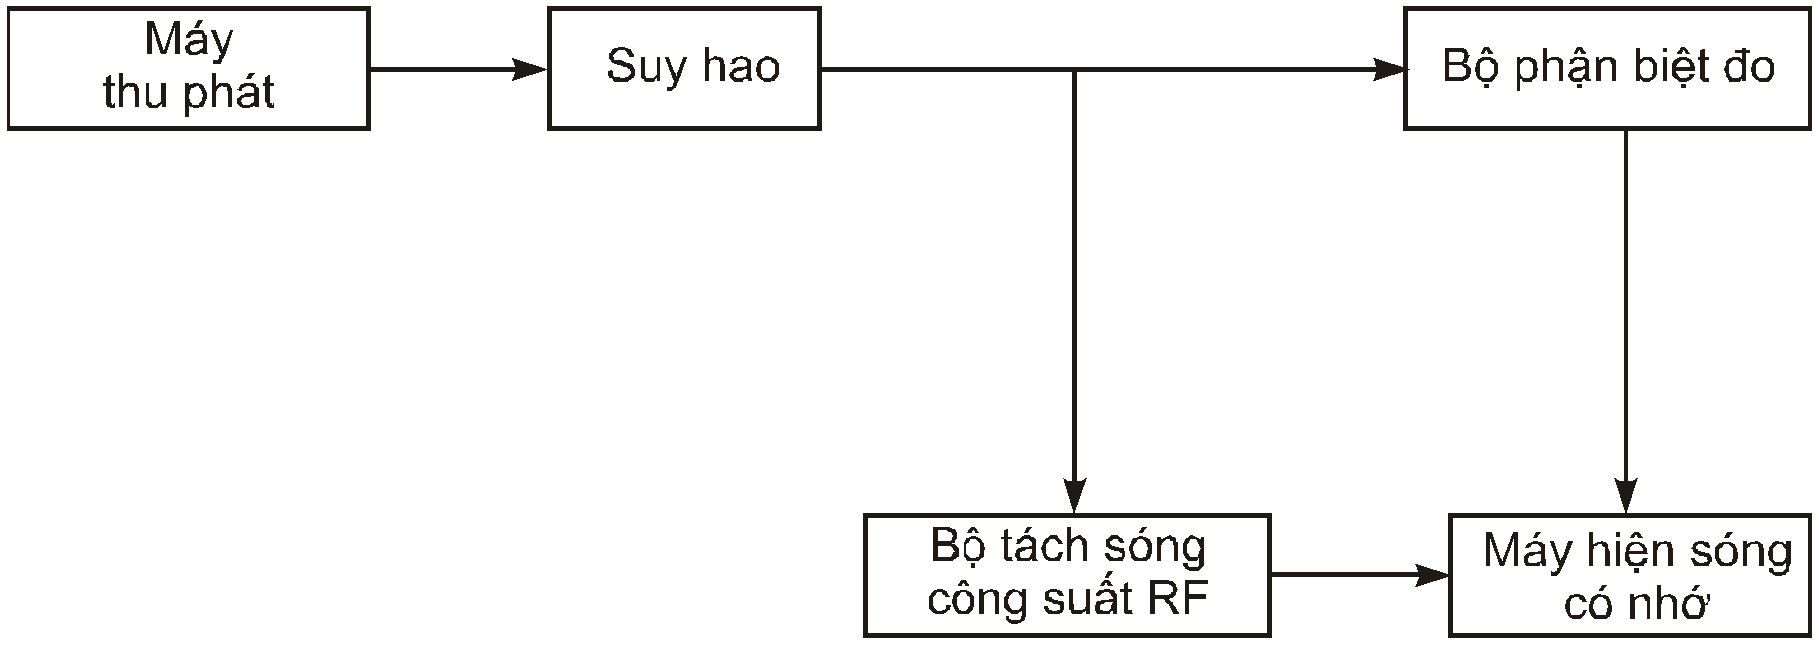 Máy
thu phát
Suy hao
Bộ phận biệt đo
Bộ tách sóng
công suất RF
Máy hiện sóng
có nhớ